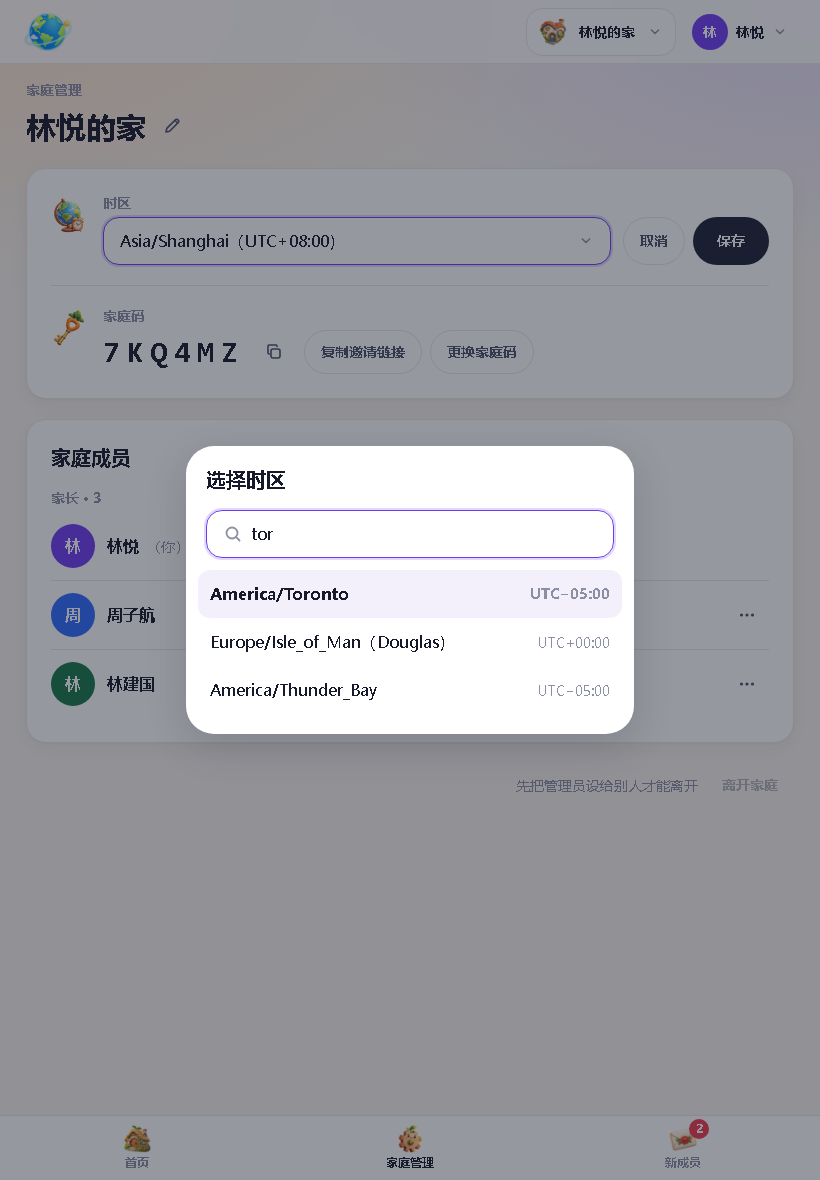 林悦的家
林 林悦
家庭管理
林悦的家
时区
Asia/Shanghai（UTC+08:00）
取消
保存
家庭码
7KQ4MZ
复制邀请链接
更换家庭码
家庭成员
家长 • 3
林 林悦 （你）
周 周子航
林 林建国
选择时区
tor
America/Toronto UTC−05:00
Europe/Isle_of_Man（Douglas） UTC+00:00
America/Thunder_Bay UTC−05:00
先把管理员设给别人才能离开 离开家庭
2
首页
家庭管理
新成员